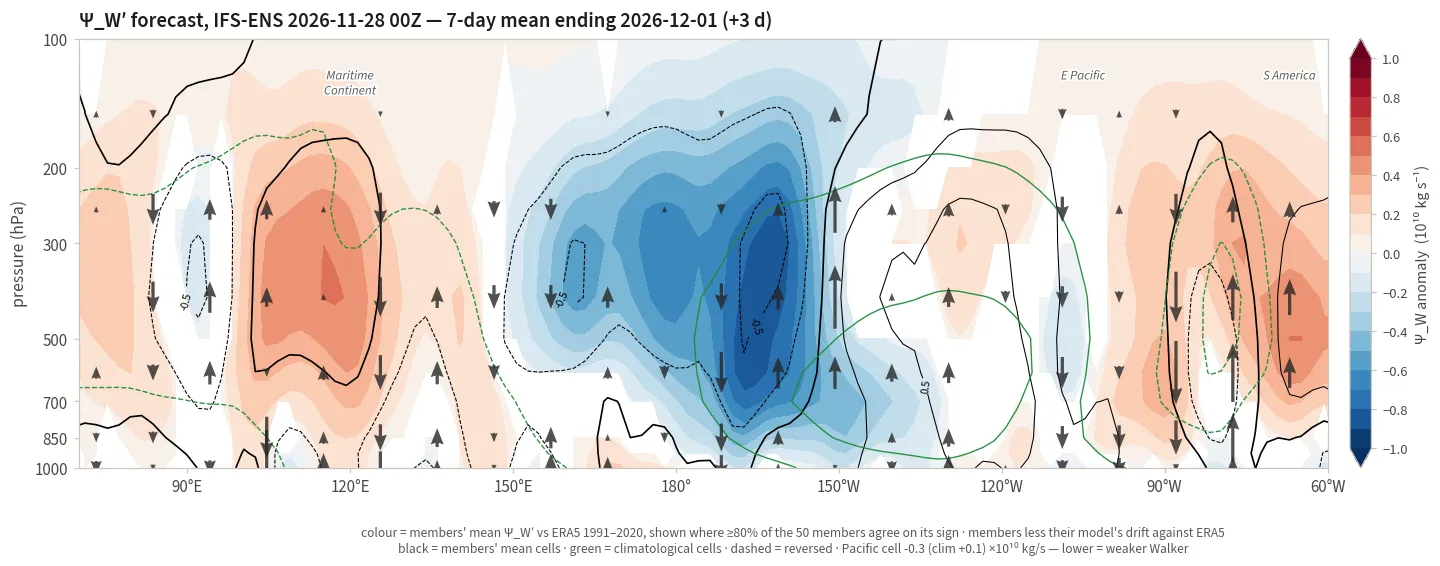 Ψ_W′ forecast, IFS-ENS 2026-11-28 00Z — 7-day mean ending 2026-12-01 (+3 d)
100
200
300
400
500
700
850
1000
pressure (hPa)
Maritime
Continent
E Pacific
S America
-0.5
-0.5
-0.5
0.5
90°E
120°E
150°E
180°
150°W
120°W
90°W
60°W
1.0
0.8
0.6
0.4
0.2
0.0
−0.2
−0.4
−0.6
−0.8
−1.0
Ψ_W anomaly (10¹⁰ kg s⁻¹)
colour = members' mean Ψ_W′ vs ERA5 1991–2020, shown where ≥80% of the 50 members agree on its sign · members less their model's drift against ERA5
black = members' mean cells · green = climatological cells · dashed = reversed · Pacific cell -0.3 (clim +0.1) ×10¹⁰ kg/s — lower = weaker Walker